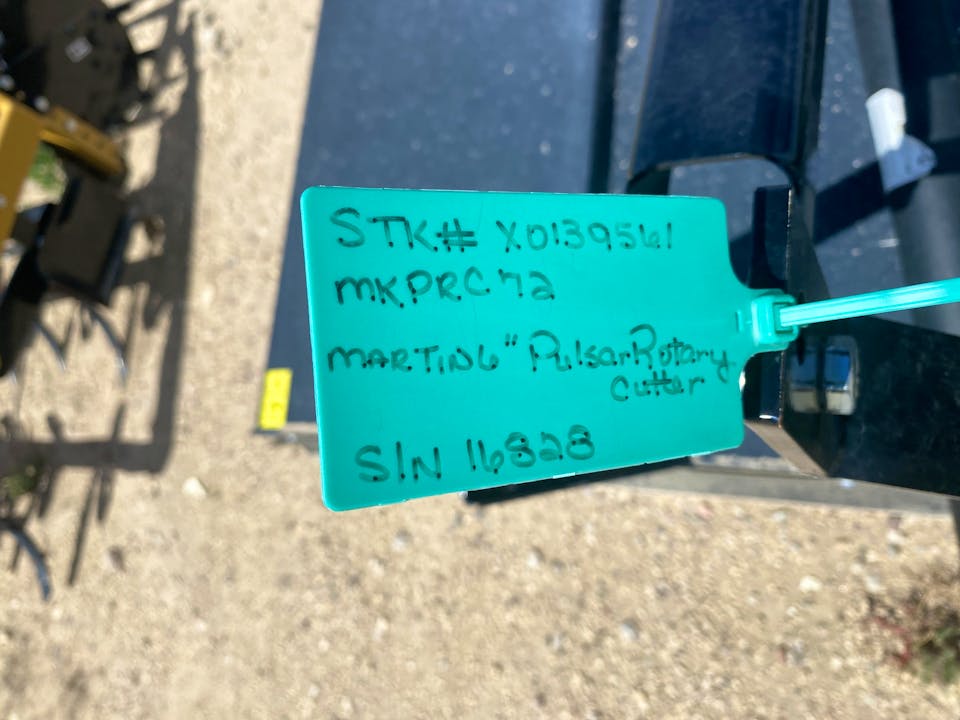 STK# X0139561
MKPRC72
MARTIN 6" Pulsar Rotary
Cutter
S/N 16828